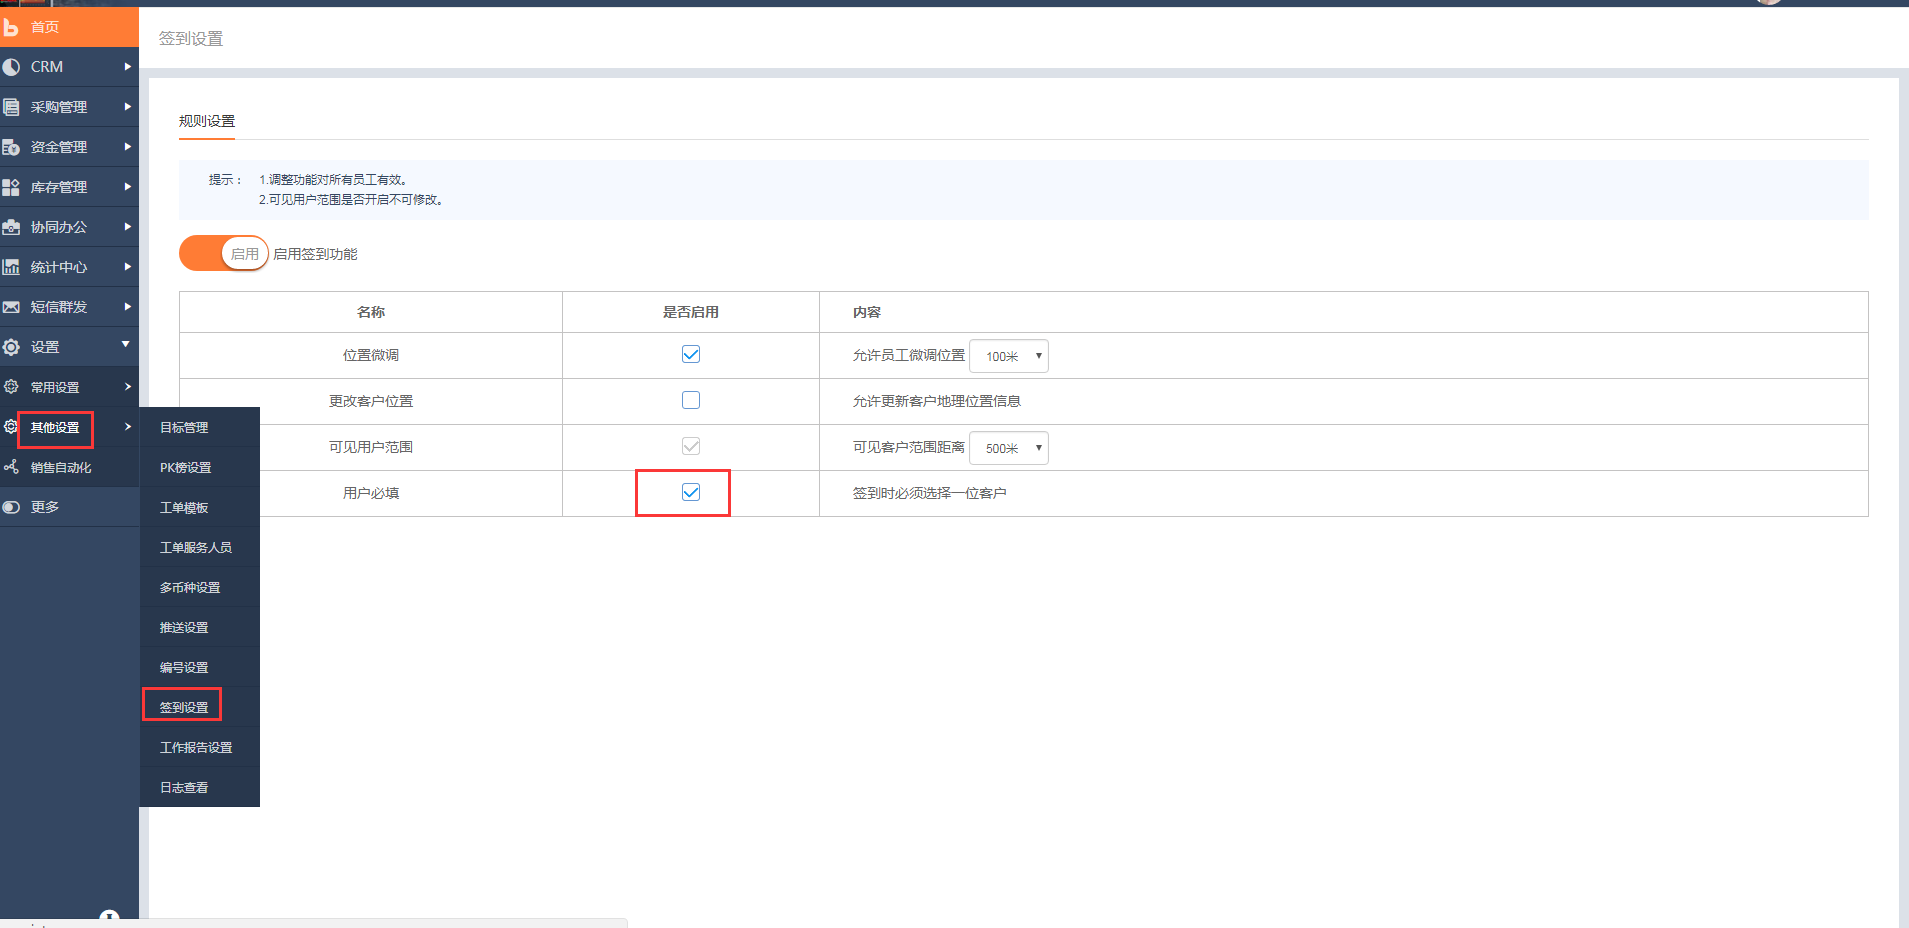 首页
CRM
采购管理
资金管理
库存管理
协同办公
统计中心
短信群发
设置
常用设置
其他设置
销售自动化
更多
目标管理
PK榜设置
工单模板
工单服务人员
多币种设置
推送设置
编号设置
签到设置
工作报告设置
日志查看
签到设置
规则设置
提示： 1.调整功能对所有员工有效。
2.可见用户范围是否开启不可修改。
启用 启用签到功能
名称 是否启用 内容
位置微调 允许员工微调位置 100米
更改客户位置 允许更新客户地理位置信息
可见用户范围 可见客户范围距离 500米
用户必填 签到时必须选择一位客户